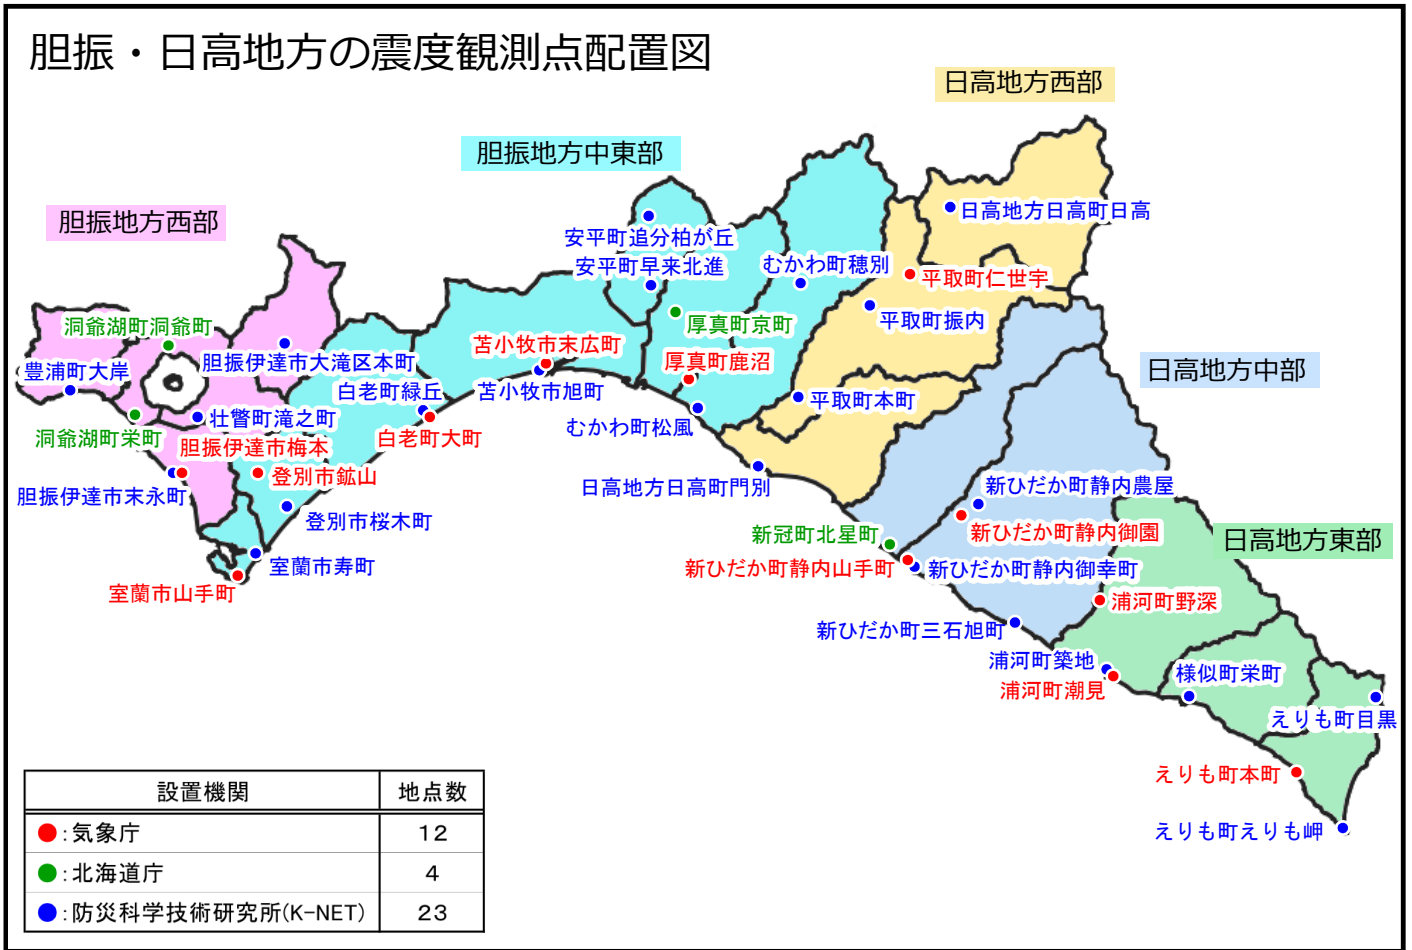 胆振・日高地方の震度観測点配置図
日高地方西部
胆振地方中東部
胆振地方西部
日高地方日高町日高
安平町追分柏が丘
安平町早来北進
むかわ町穂別
平取町仁世宇
平取町振内
洞爺湖町洞爺町
厚真町京町
胆振伊達市大滝区本町
苫小牧市末広町
厚真町鹿沼
豊浦町大岸
日高地方中部
白老町緑丘
苫小牧市旭町
平取町本町
壮瞥町滝之町
むかわ町松風
洞爺湖町栄町
白老町大町
胆振伊達市梅本
登別市鉱山
胆振伊達市末永町
日高地方日高町門別
新ひだか町静内農屋
登別市桜木町
新冠町北星町
新ひだか町静内御園
日高地方東部
室蘭市寿町
新ひだか町静内山手町
新ひだか町静内御幸町
室蘭市山手町
浦河町野深
新ひだか町三石旭町
浦河町築地
様似町栄町
浦河町潮見
えりも町目黒
えりも町本町
えりも町えりも岬
設置機関 地点数
●:気象庁 12
●:北海道庁 4
●:防災科学技術研究所(K-NET) 23